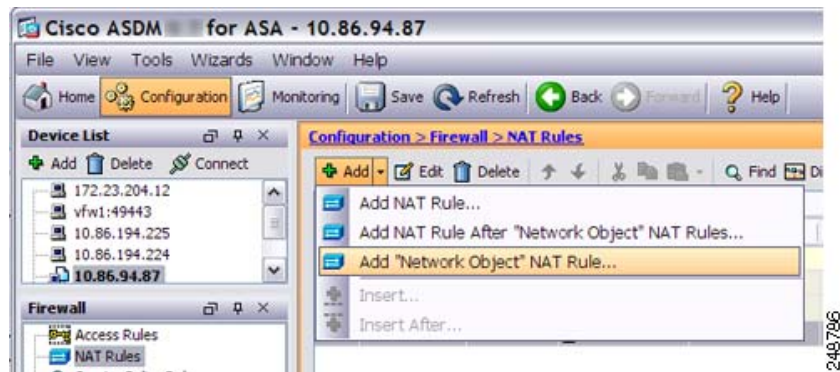 Cisco ASDM for ASA - 10.86.94.87
File View Tools Wizards Window Help
Home Configuration Monitoring Save Refresh Back Forward Help
Device List
Add Delete Connect
172.23.204.12
vfw1:49443
10.86.194.225
10.86.194.224
10.86.94.87
Firewall
Access Rules
NAT Rules
Configuration > Firewall > NAT Rules
Add Edit Delete Find Di
Add NAT Rule...
Add NAT Rule After "Network Object" NAT Rules...
Add "Network Object" NAT Rule...
Insert...
Insert After...
248796